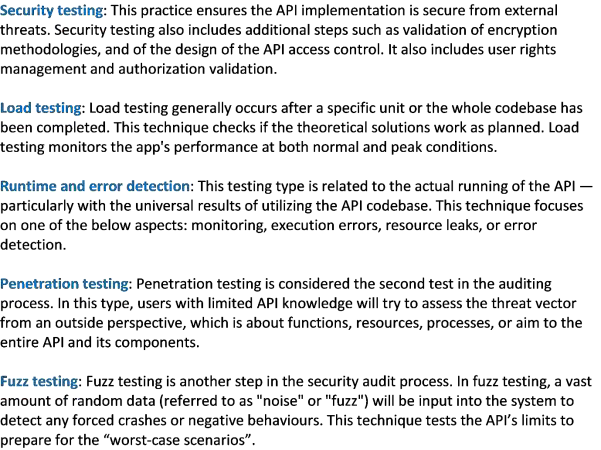 Security testing: This practice ensures the API implementation is secure from external
threats. Security testing also includes additional steps such as validation of encryption
methodologies, and of the design of the API access control. It also includes user rights
management and authorization validation.
Load testing: Load testing generally occurs after a specific unit or the whole codebase has
been completed. This technique checks if the theoretical solutions work as planned. Load
testing monitors the app's performance at both normal and peak conditions.
Runtime and error detection: This testing type is related to the actual running of the API —
particularly with the universal results of utilizing the API codebase. This technique focuses
on one of the below aspects: monitoring, execution errors, resource leaks, or error
detection.
Penetration testing: Penetration testing is considered the second test in the auditing
process. In this type, users with limited API knowledge will try to assess the threat vector
from an outside perspective, which is about functions, resources, processes, or aim to the
entire API and its components.
Fuzz testing: Fuzz testing is another step in the security audit process. In fuzz testing, a vast
amount of random data (referred to as "noise" or "fuzz") will be input into the system to
detect any forced crashes or negative behaviours. This technique tests the API’s limits to
prepare for the “worst-case scenarios”.